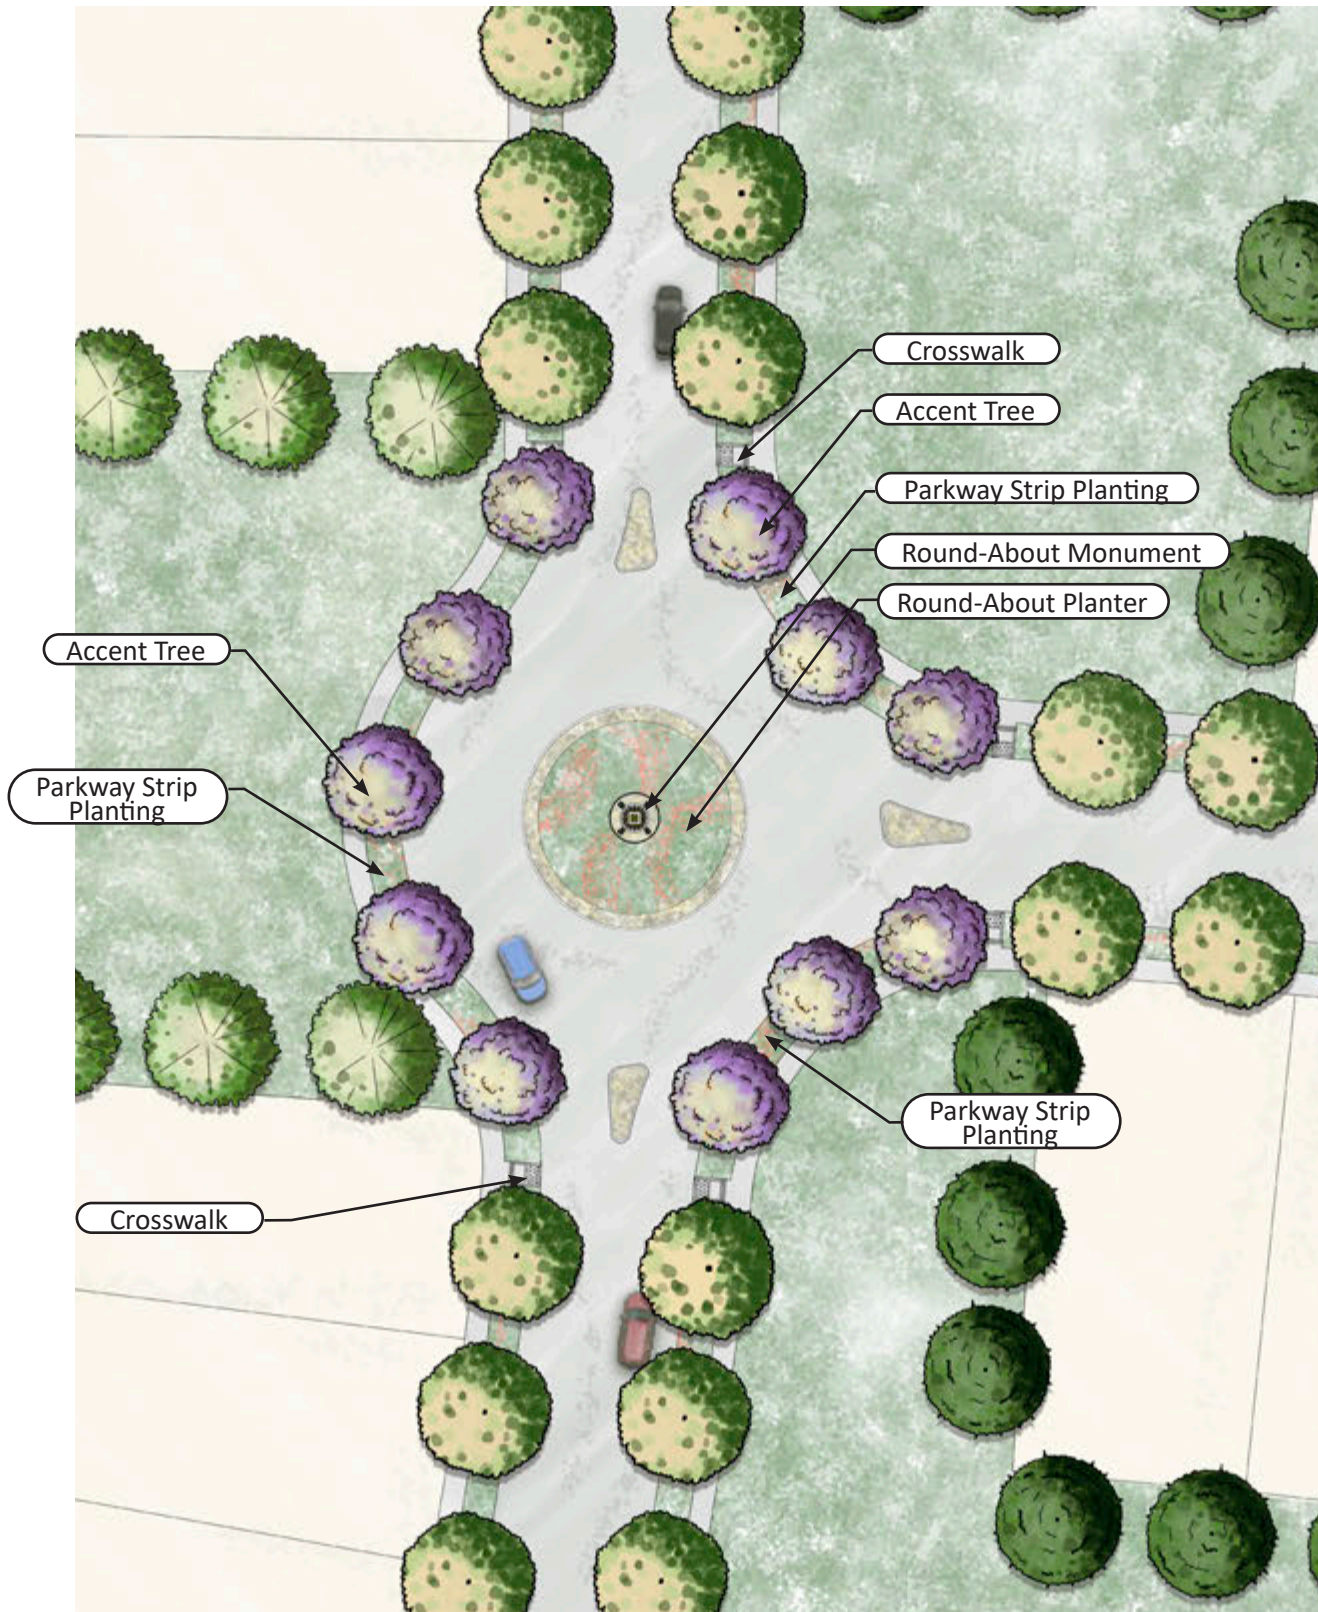 Crosswalk
Accent Tree
Parkway Strip Planting
Round-About Monument
Round-About Planter
Accent Tree
Parkway Strip
Planting
Parkway Strip
Planting
Crosswalk